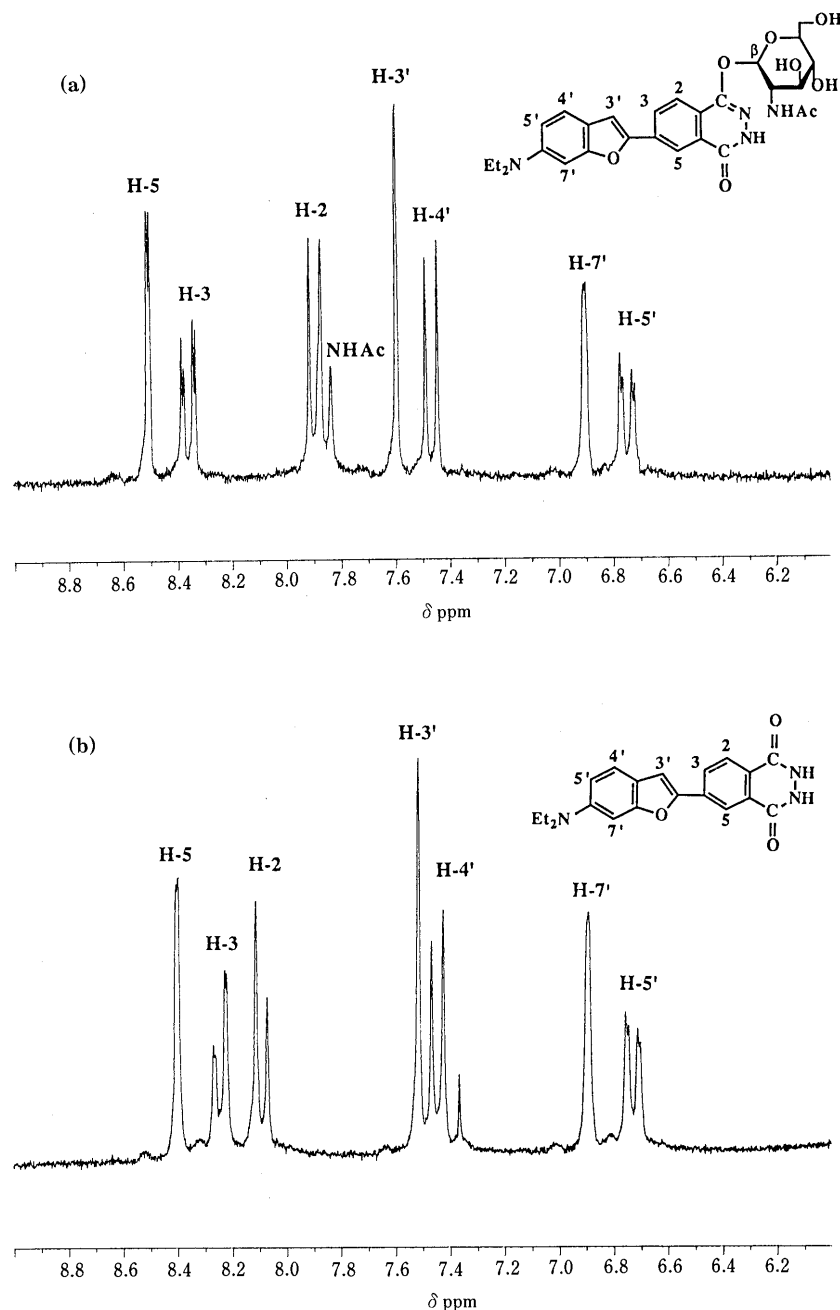 (a)
H-5
H-3
H-2
NHAc
H-3'
H-4'
H-7'
H-5'
OH
β
O
HO
OH
O
NHAc
3
2
C
N
NH
C
O
5
4'
3'
5'
O
7'
Et2N
8.8 8.6 8.4 8.2 8.0 7.8 7.6 7.4 7.2 7.0 6.8 6.6 6.4 6.2
δ ppm
(b)
H-5
H-3
H-2
H-3'
H-4'
H-7'
H-5'
O
C
NH
NH
C
O
3
2
5
4'
3'
5'
O
7'
Et2N
8.8 8.6 8.4 8.2 8.0 7.8 7.6 7.4 7.2 7.0 6.8 6.6 6.4 6.2
δ ppm